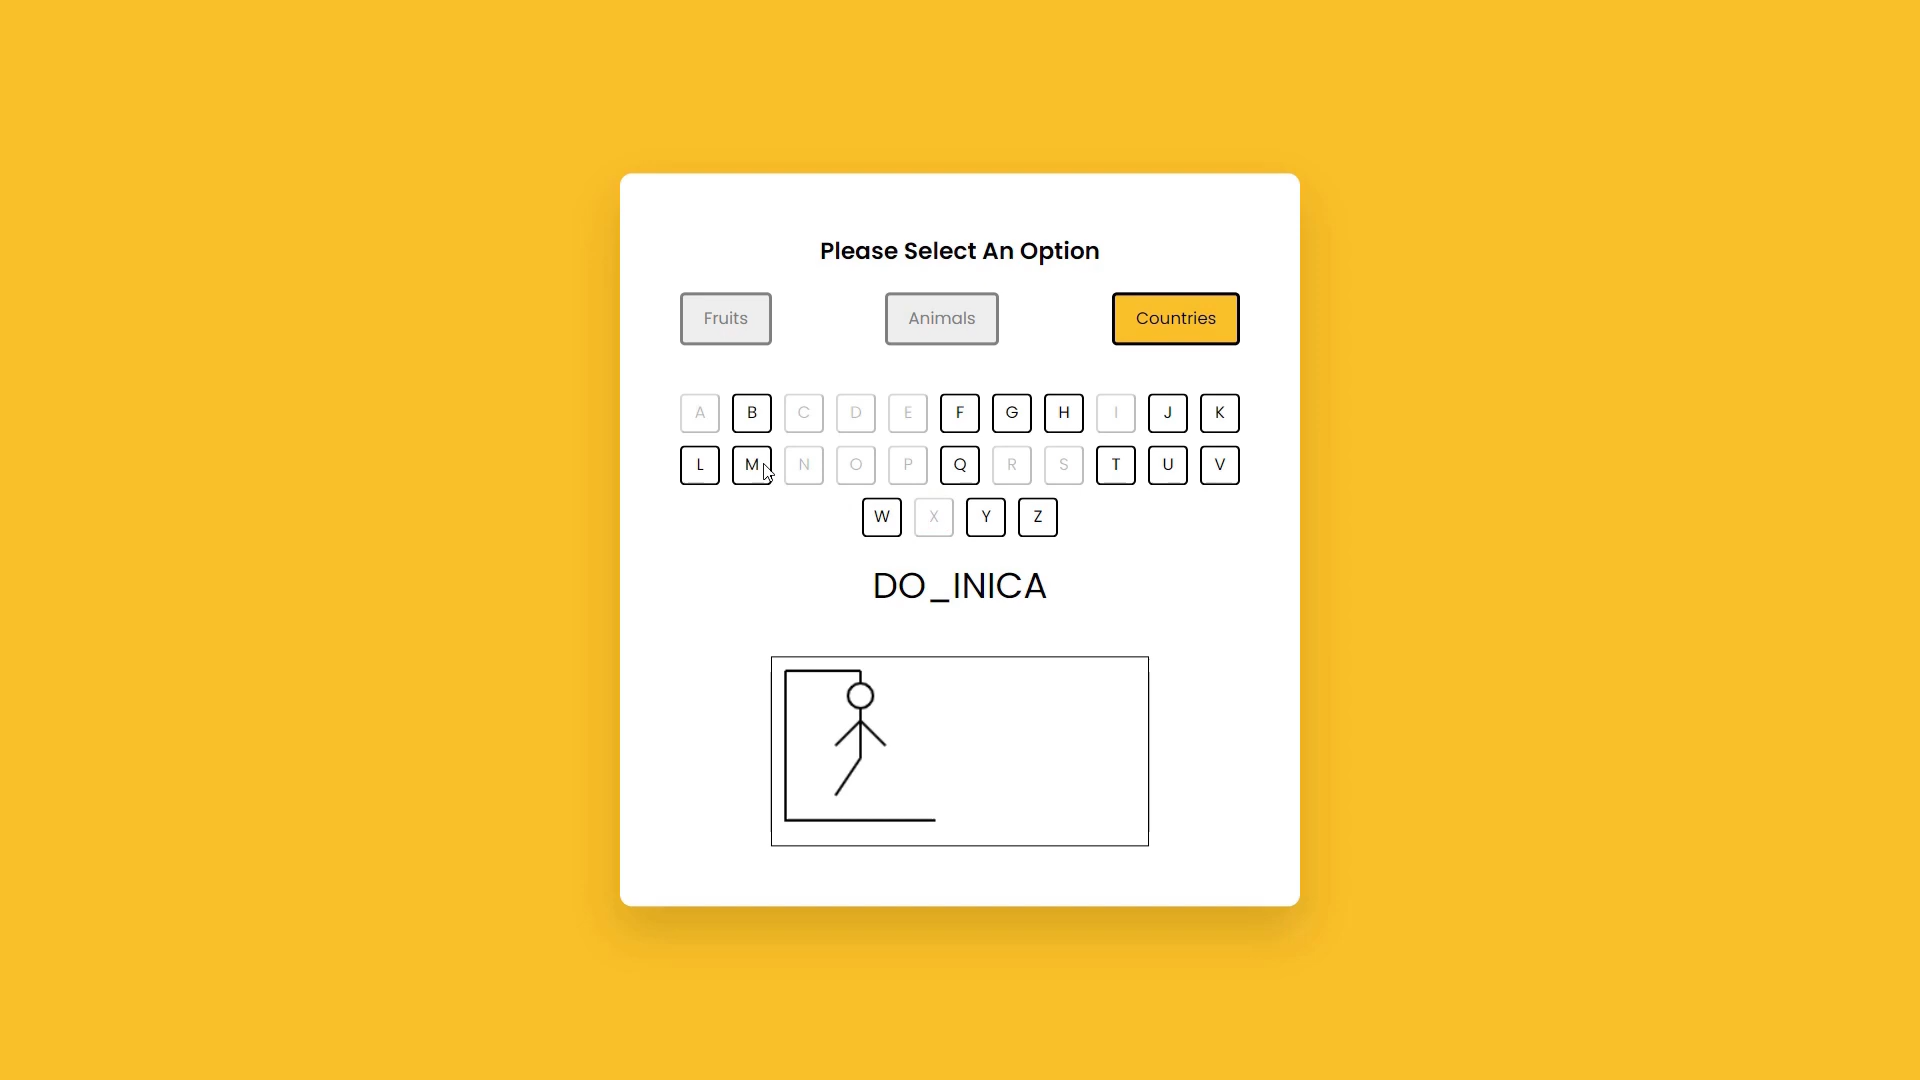 Please Select An Option
Fruits Animals Countries
A B C D E F G H I J K
L M N O P Q R S T U V
W X Y Z
DO_INICA